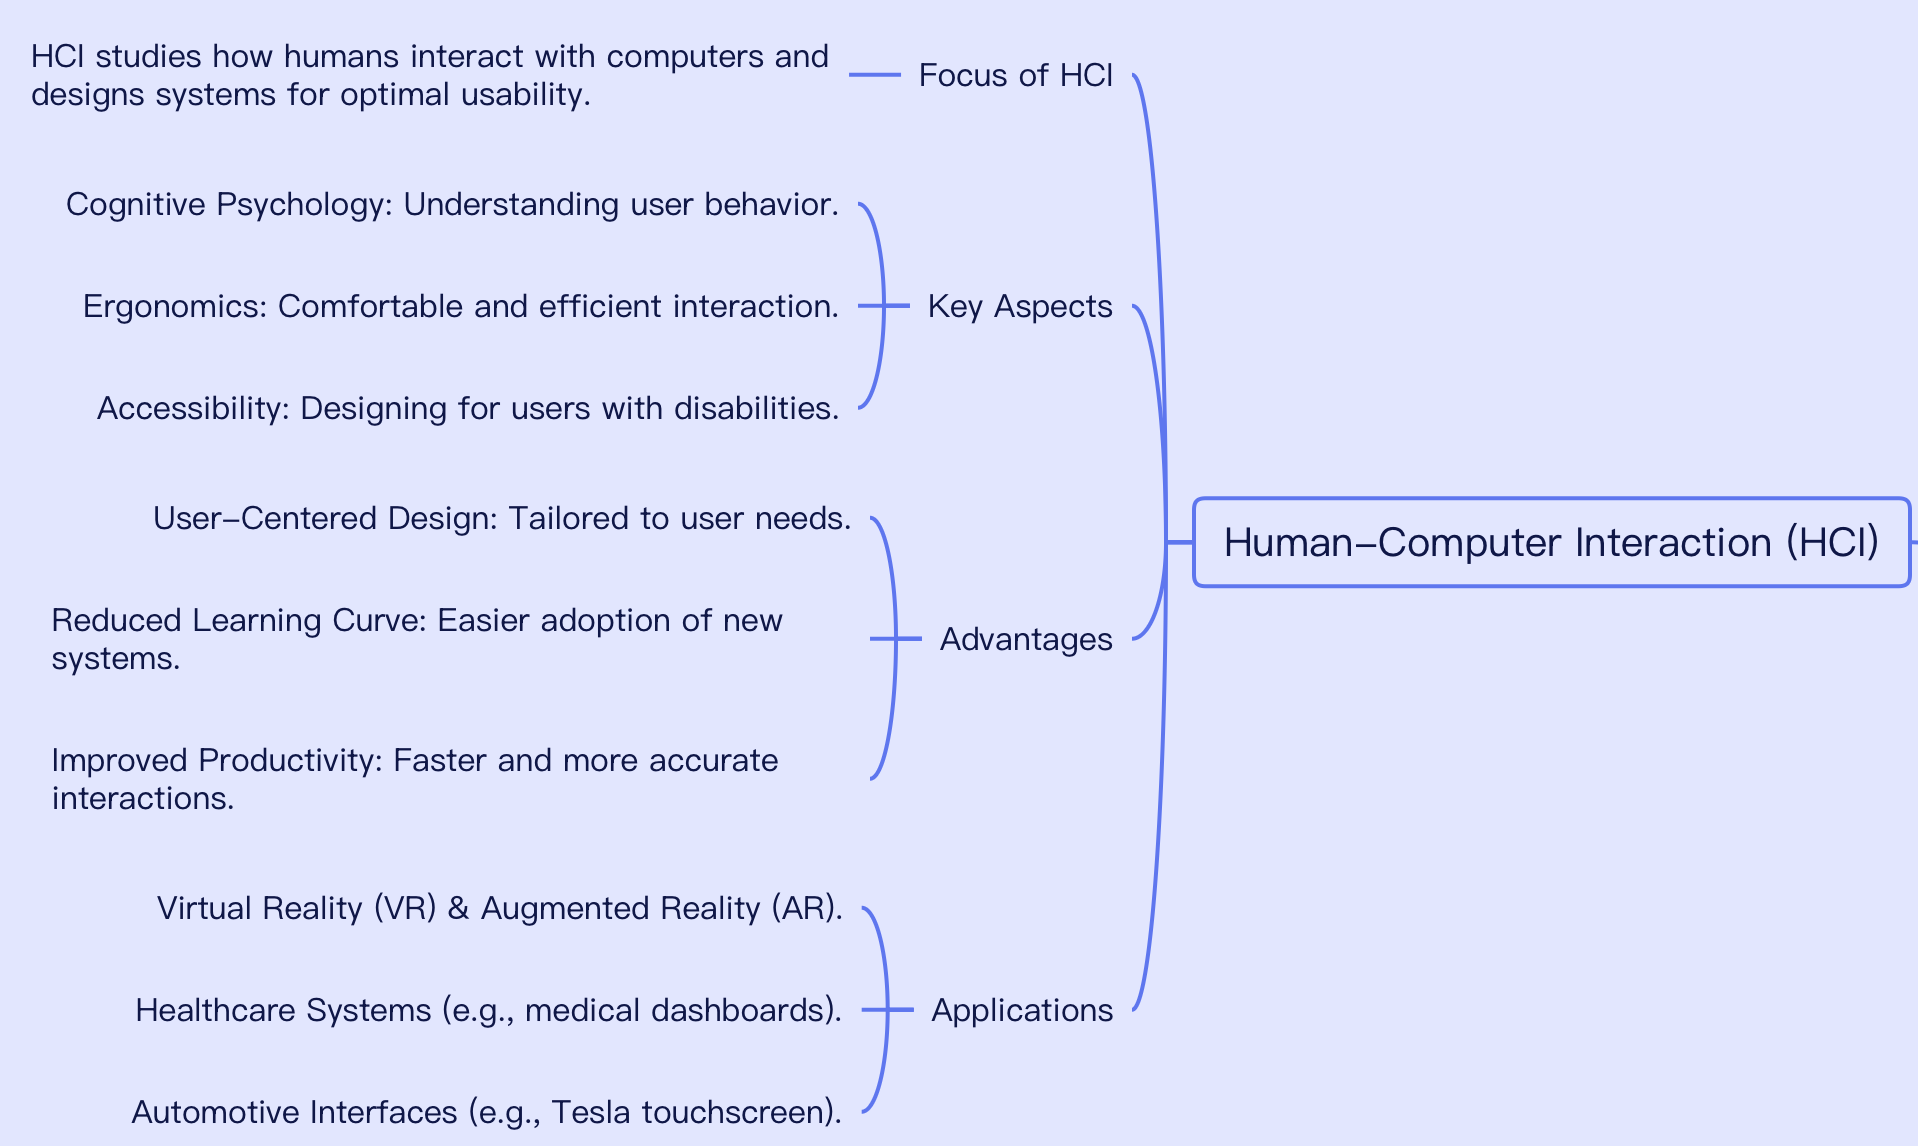 HCI studies how humans interact with computers and
designs systems for optimal usability.
Focus of HCI
Cognitive Psychology: Understanding user behavior.
Ergonomics: Comfortable and efficient interaction.
Key Aspects
Accessibility: Designing for users with disabilities.
User-Centered Design: Tailored to user needs.
Human-Computer Interaction (HCI)
Reduced Learning Curve: Easier adoption of new
systems.
Advantages
Improved Productivity: Faster and more accurate
interactions.
Virtual Reality (VR) & Augmented Reality (AR).
Healthcare Systems (e.g., medical dashboards).
Applications
Automotive Interfaces (e.g., Tesla touchscreen).